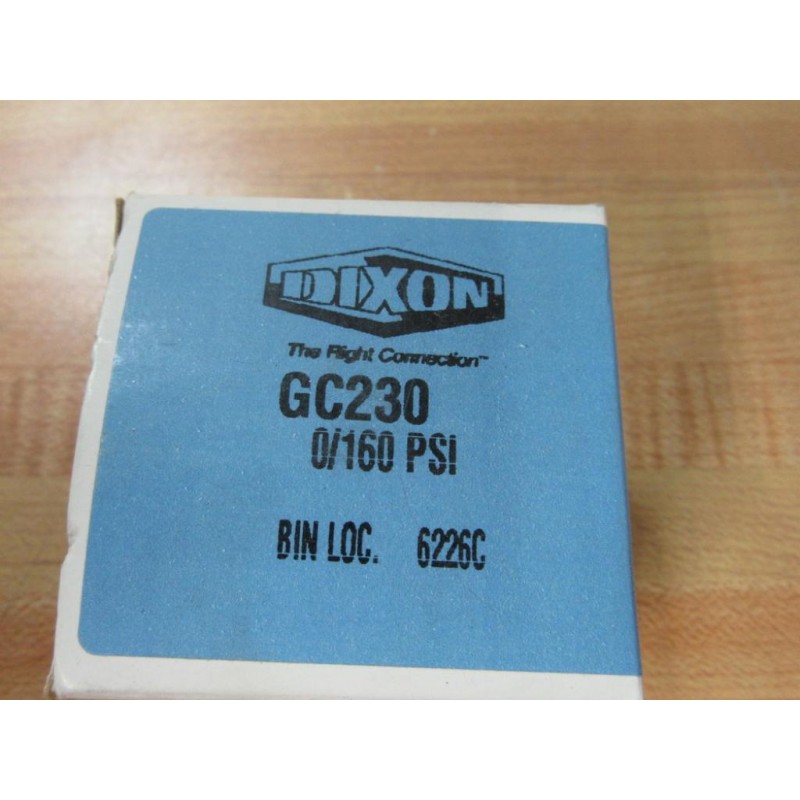 DIXON
The Right Connection™
GC230
0/160 PSI
BIN LOC. 6226C